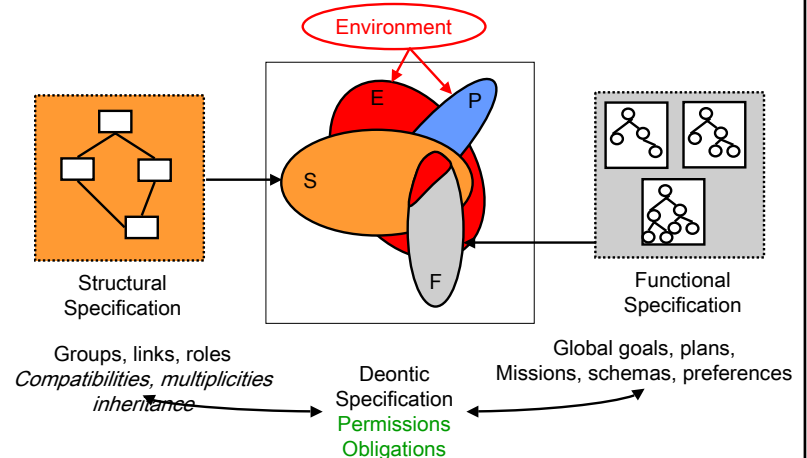 Environment
E
P
S
F
Structural
Specification
Functional
Specification
Groups, links, roles
Compatibilities, multiplicities
inheritance
Deontic
Specification
Permissions
Obligations
Global goals, plans,
Missions, schemas, preferences